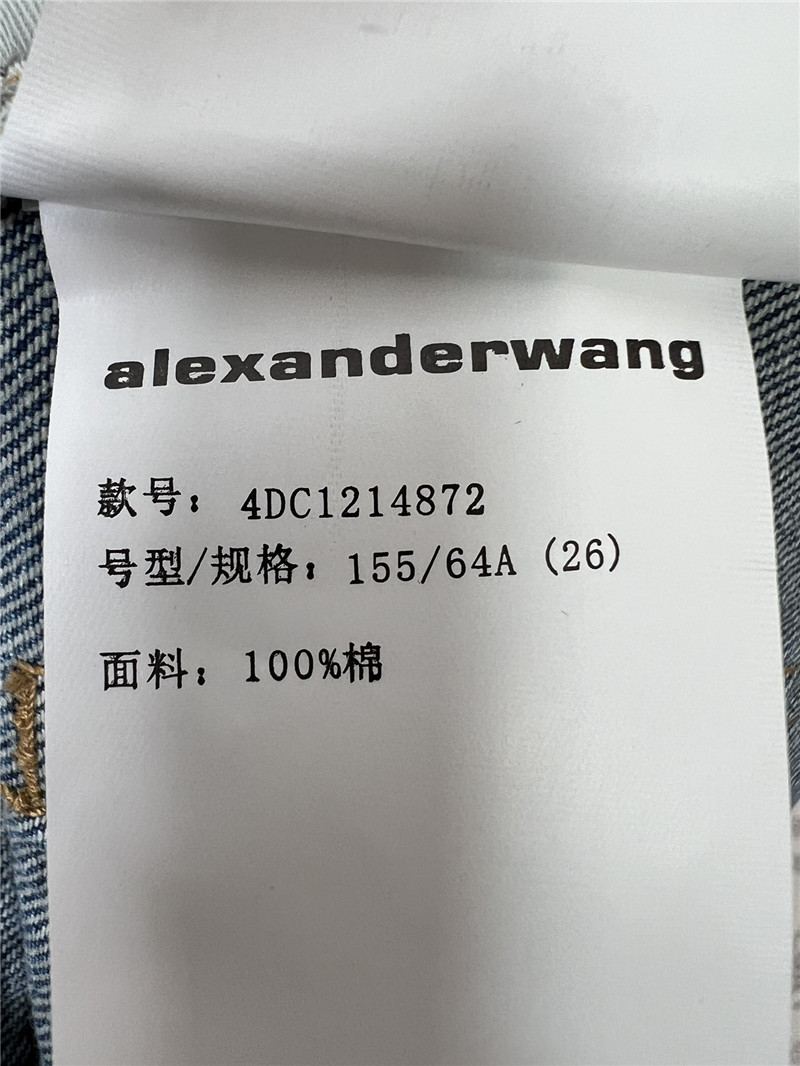 alexanderwang
款号: 4DC1214872
号型/规格: 155/64A (26)
面料: 100%棉